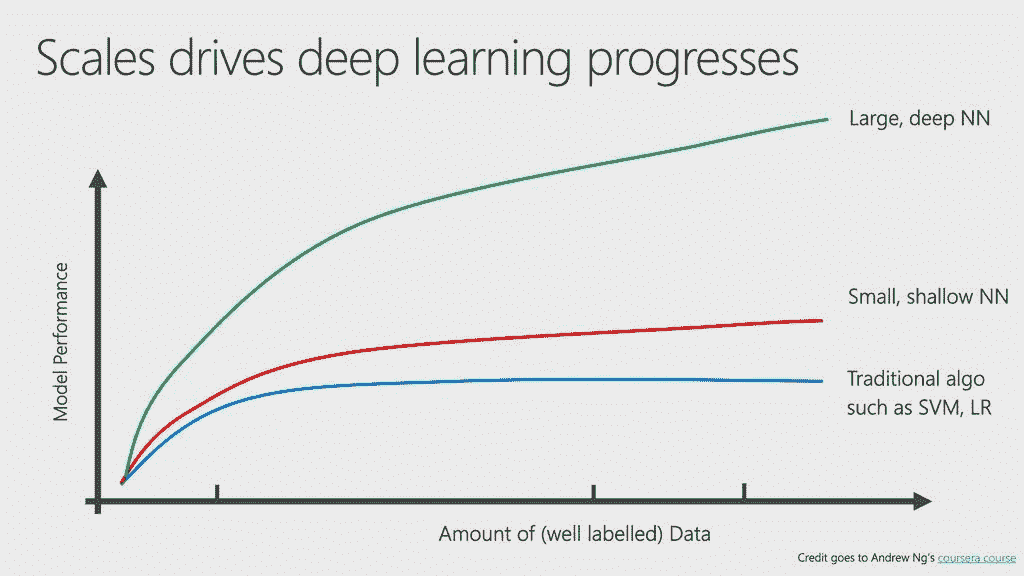 Scales drives deep learning progresses
Large, deep NN
Small, shallow NN
Traditional algo
such as SVM, LR
Model Performance
Amount of (well labelled) Data
Credit goes to Andrew Ng's coursera course